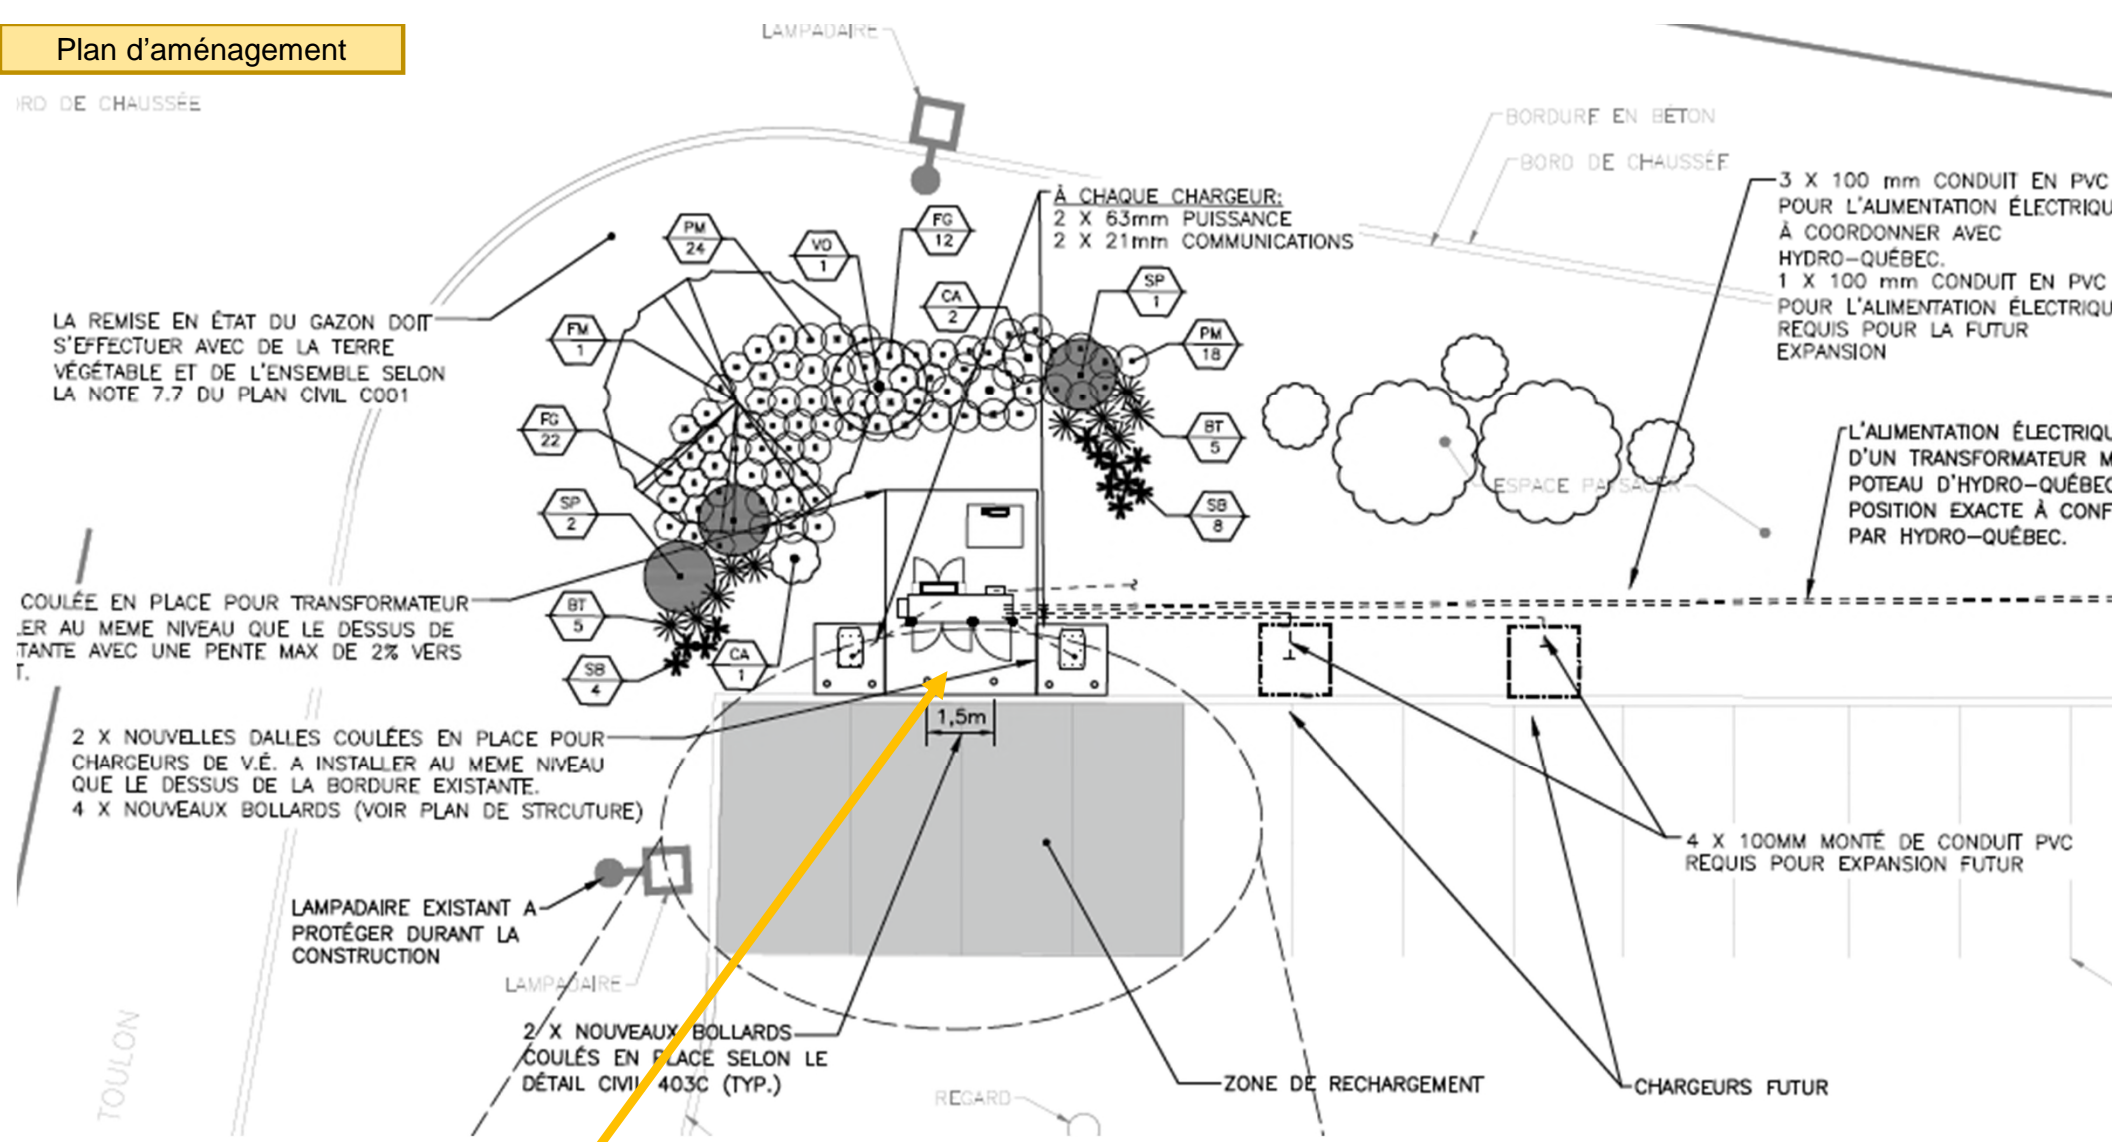 Plan d’aménagement
LAMPADAIRE
ORD DE CHAUSSÉE
BORDURE EN BÉTON
BORD DE CHAUSSÉE
3 X 100 mm CONDUIT EN PVC
POUR L'ALIMENTATION ÉLECTRIQU
À COORDONNER AVEC
HYDRO-QUÉBEC.
1 X 100 mm CONDUIT EN PVC
POUR L'ALIMENTATION ÉLECTRIQU
REQUIS POUR LA FUTUR
EXPANSION
À CHAQUE CHARGEUR:
2 X 63mm PUISSANCE
2 X 21mm COMMUNICATIONS
PM
24
VO
1
FG
12
CA
2
SP
1
FM
1
PM
18
LA REMISE EN ÉTAT DU GAZON DOIT
S'EFFECTUER AVEC DE LA TERRE
VÉGÉTABLE ET DE L'ENSEMBLE SELON
LA NOTE 7.7 DU PLAN CIVIL C001
FG
22
BT
5
SP
2
SB
8
ESPACE PAYSAGER
L'ALIMENTATION ÉLECTRIQU
D'UN TRANSFORMATEUR M
POTEAU D'HYDRO-QUÉBEC
POSITION EXACTE À CONF
PAR HYDRO-QUÉBEC.
COULÉE EN PLACE POUR TRANSFORMATEUR
LER AU MEME NIVEAU QUE LE DESSUS DE
TANTE AVEC UNE PENTE MAX DE 2% VERS
T.
BT
5
SB
4
CA
1
1,5m
2 X NOUVELLES DALLES COULÉES EN PLACE POUR
CHARGEURS DE V.É. A INSTALLER AU MEME NIVEAU
QUE LE DESSUS DE LA BORDURE EXISTANTE.
4 X NOUVEAUX BOLLARDS (VOIR PLAN DE STRCUTURE)
4 X 100MM MONTÉ DE CONDUIT PVC
REQUIS POUR EXPANSION FUTUR
LAMPADAIRE EXISTANT A
PROTÉGER DURANT LA
CONSTRUCTION
LAMPADAIRE
2 X NOUVEAUX BOLLARDS
COULÉS EN PLACE SELON LE
DÉTAIL CIVIL 403C (TYP.)
ZONE DE RECHARGEMENT
CHARGEURS FUTUR
REGARD
TOULON